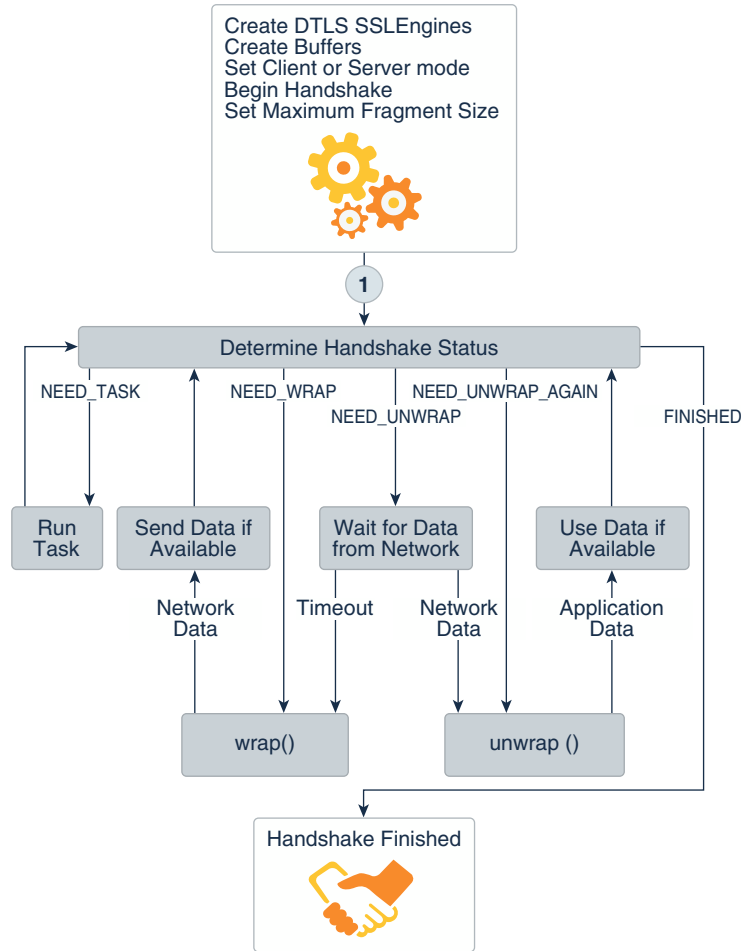 Create DTLS SSLEngines
Create Buffers
Set Client or Server mode
Begin Handshake
Set Maximum Fragment Size
1
Determine Handshake Status
NEED_TASK
NEED_WRAP
NEED_UNWRAP
NEED_UNWRAP_AGAIN
FINISHED
Run
Task
Send Data if
Available
Wait for Data
from Network
Use Data if
Available
Network
Data
Timeout
Network
Data
Application
Data
wrap()
unwrap ()
Handshake Finished